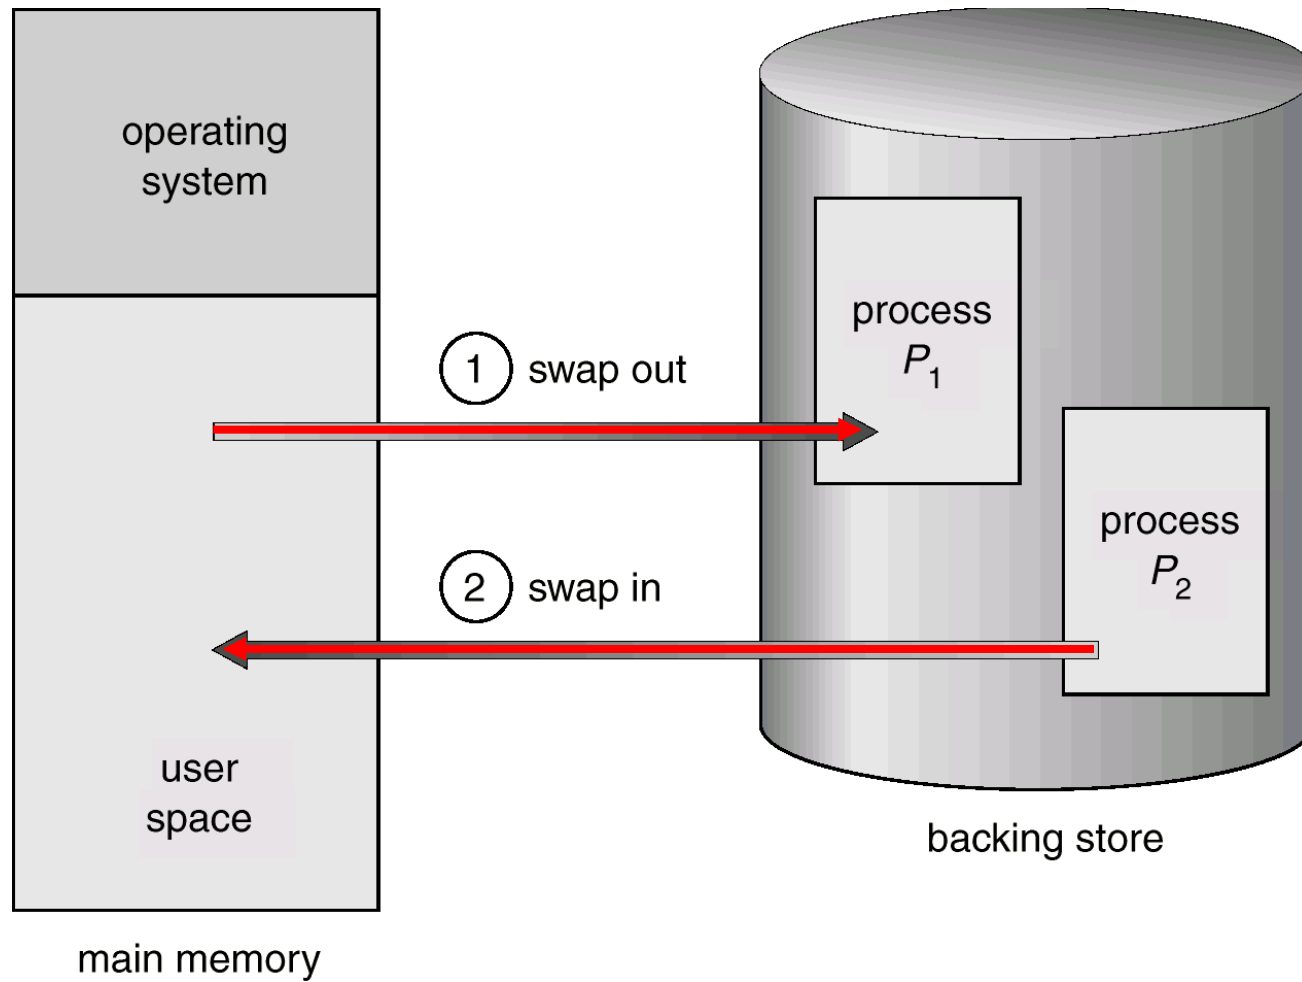 operating
system
1 swap out
process
P1
2 swap in
process
P2
user
space
backing store
main memory